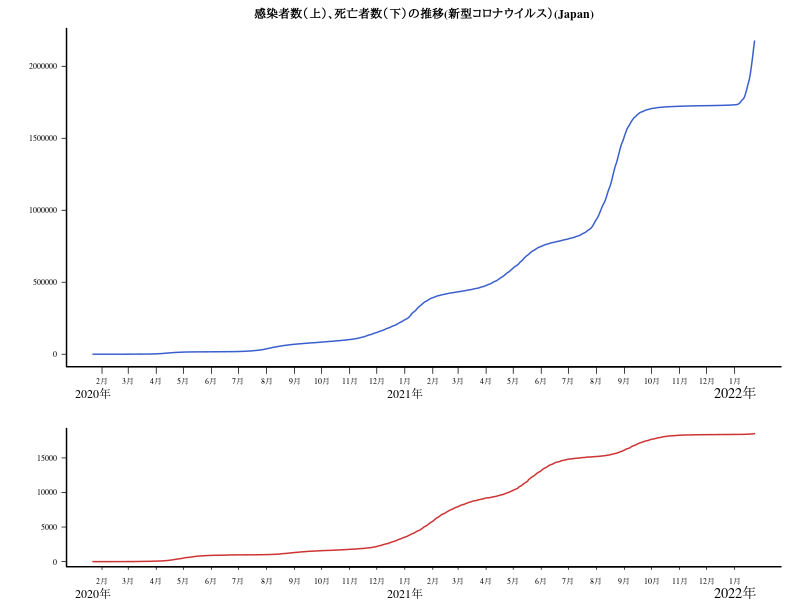 感染者数（上）、死亡者数（下）の推移(新型コロナウイルス)(Japan)
2000000
1500000
1000000
500000
0
2月 3月 4月 5月 6月 7月 8月 9月 10月 11月 12月 1月 2月 3月 4月 5月 6月 7月 8月 9月 10月 11月 12月 1月
2020年 2021年 2022年
15000
10000
5000
0
2月 3月 4月 5月 6月 7月 8月 9月 10月 11月 12月 1月 2月 3月 4月 5月 6月 7月 8月 9月 10月 11月 12月 1月
2020年 2021年 2022年